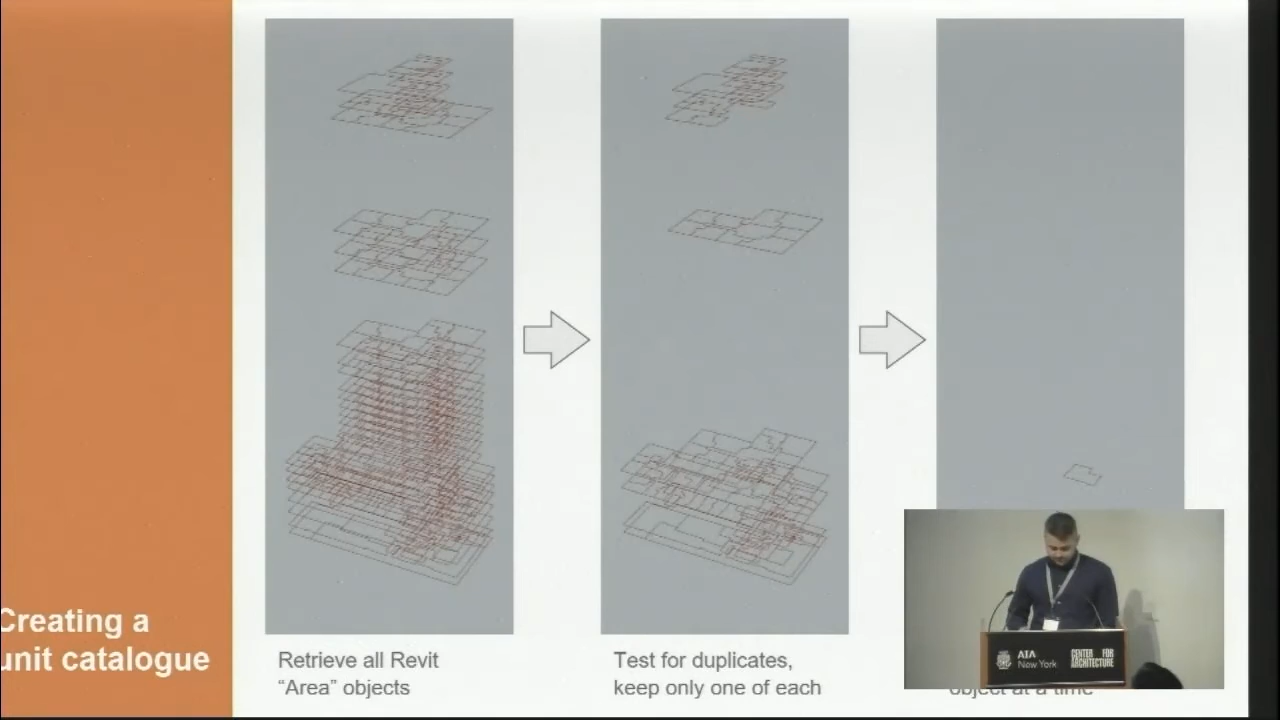 Creating a
unit catalogue
Retrieve all Revit
“Area” objects
Test for duplicates,
keep only one of each
object at a time
AIA
New York
CENTER FOR
ARCHITECTURE